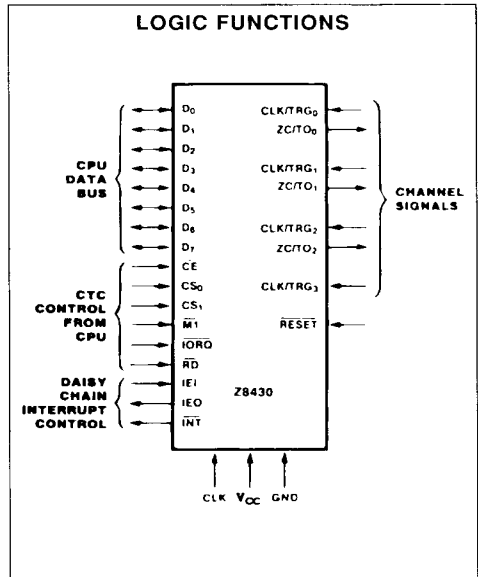 LOGIC FUNCTIONS
CPU
DATA
BUS
D0
D1
D2
D3
D4
D5
D6
D7
CTC
CONTROL
FROM
CPU
CE
CS0
CS1
M1
IORQ
RD
DAISY
CHAIN
INTERRUPT
CONTROL
IEI
IEO
INT
CLK/TRG0
ZC/TO0
CLK/TRG1
ZC/TO1
CLK/TRG2
ZC/TO2
CLK/TRG3
CHANNEL
SIGNALS
RESET
Z8430
CLK VCC GND